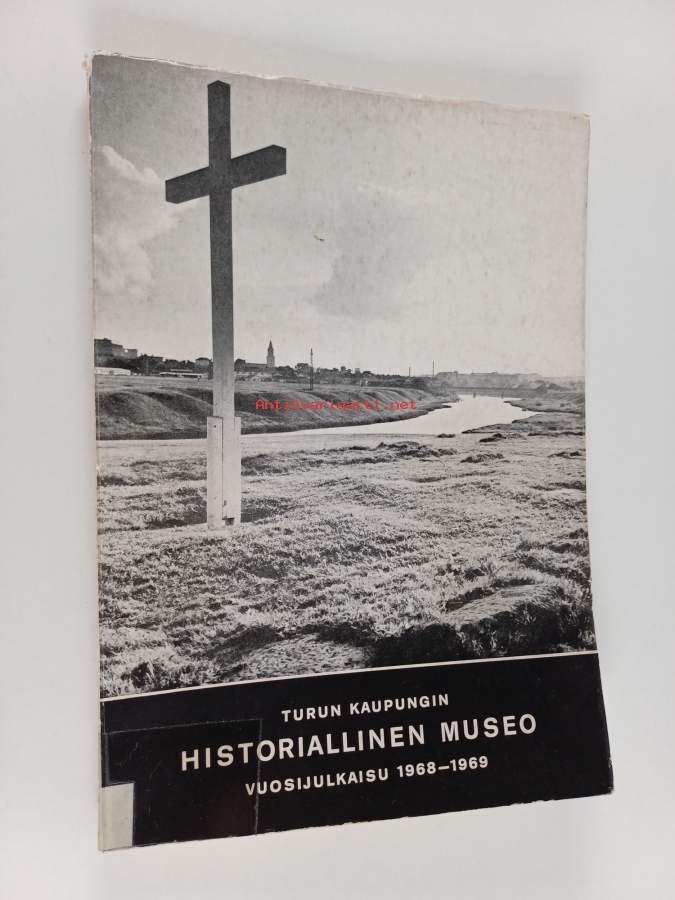 Antikvariaatti.net
TURUN KAUPUNGIN
HISTORIALLINEN MUSEO
VUOSIJULKAISU 1968–1969